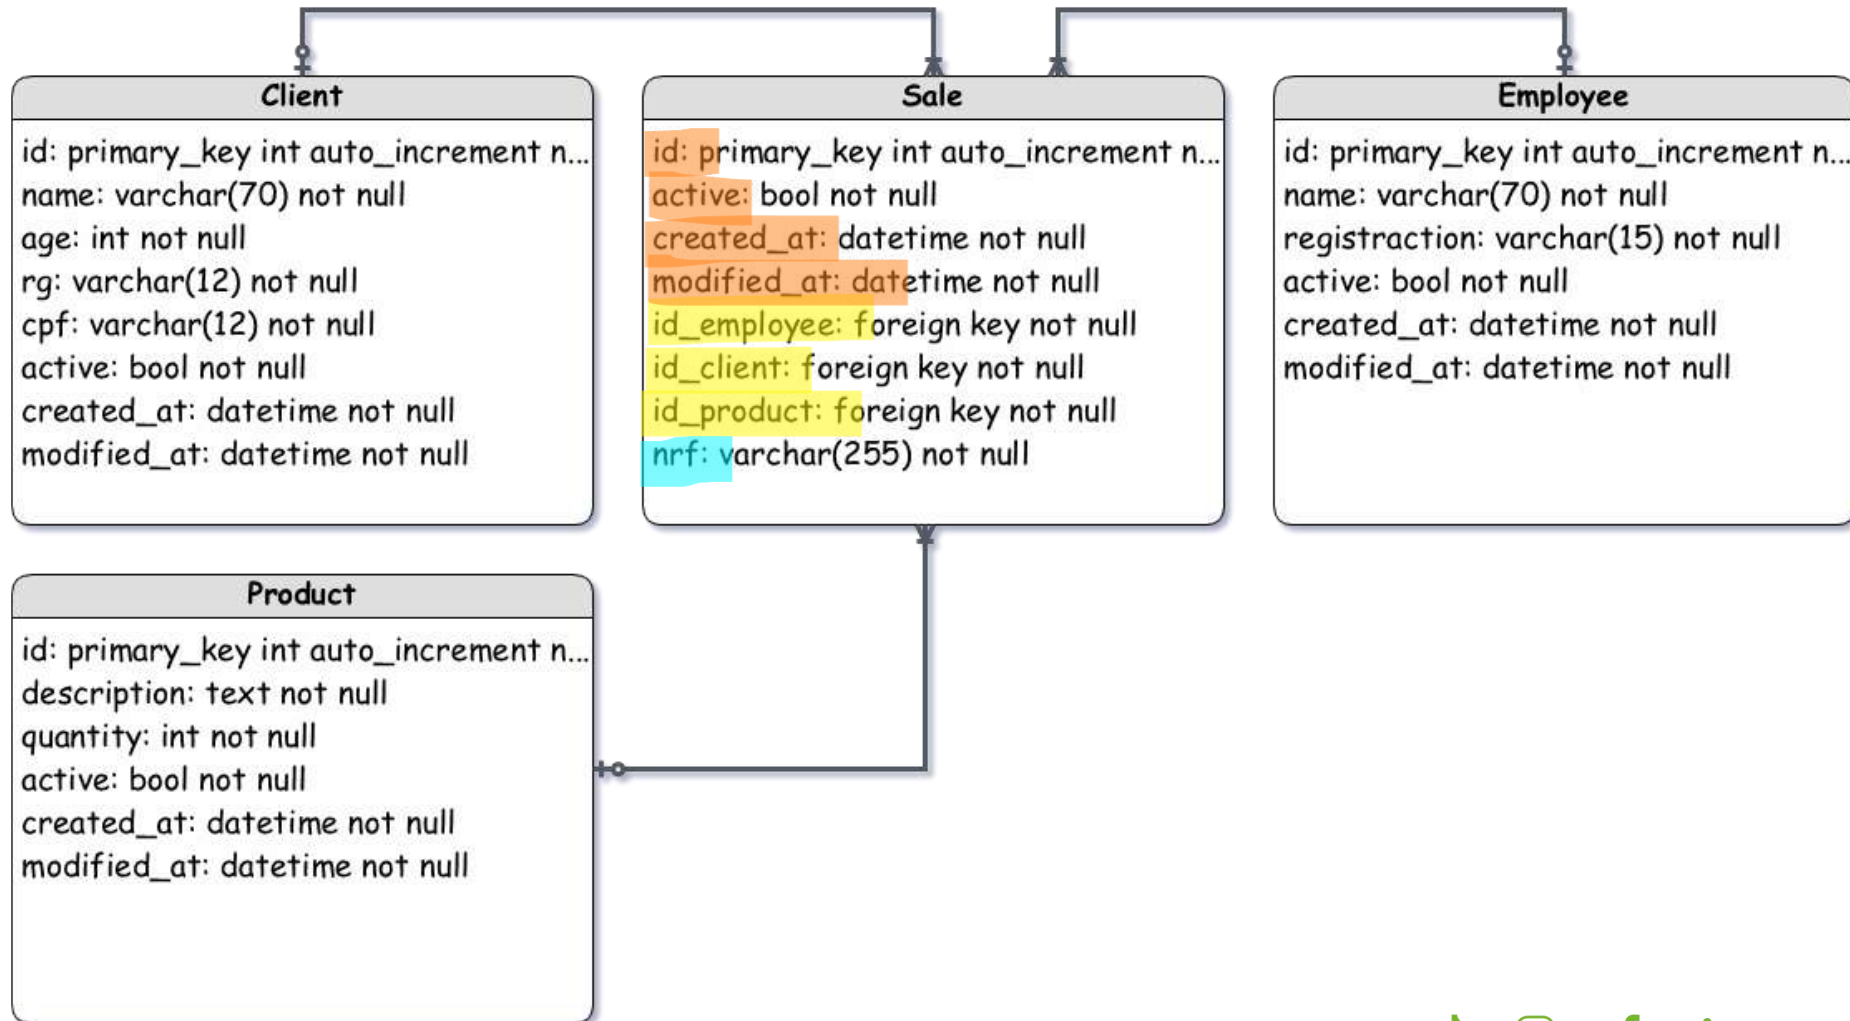 Client
id: primary_key int auto_increment n...
name: varchar(70) not null
age: int not null
rg: varchar(12) not null
cpf: varchar(12) not null
active: bool not null
created_at: datetime not null
modified_at: datetime not null
Sale
id: primary_key int auto_increment n...
active: bool not null
created_at: datetime not null
modified_at: datetime not null
id_employee: foreign key not null
id_client: foreign key not null
id_product: foreign key not null
nrf: varchar(255) not null
Employee
id: primary_key int auto_increment n...
name: varchar(70) not null
registraction: varchar(15) not null
active: bool not null
created_at: datetime not null
modified_at: datetime not null
Product
id: primary_key int auto_increment n...
description: text not null
quantity: int not null
active: bool not null
created_at: datetime not null
modified_at: datetime not null